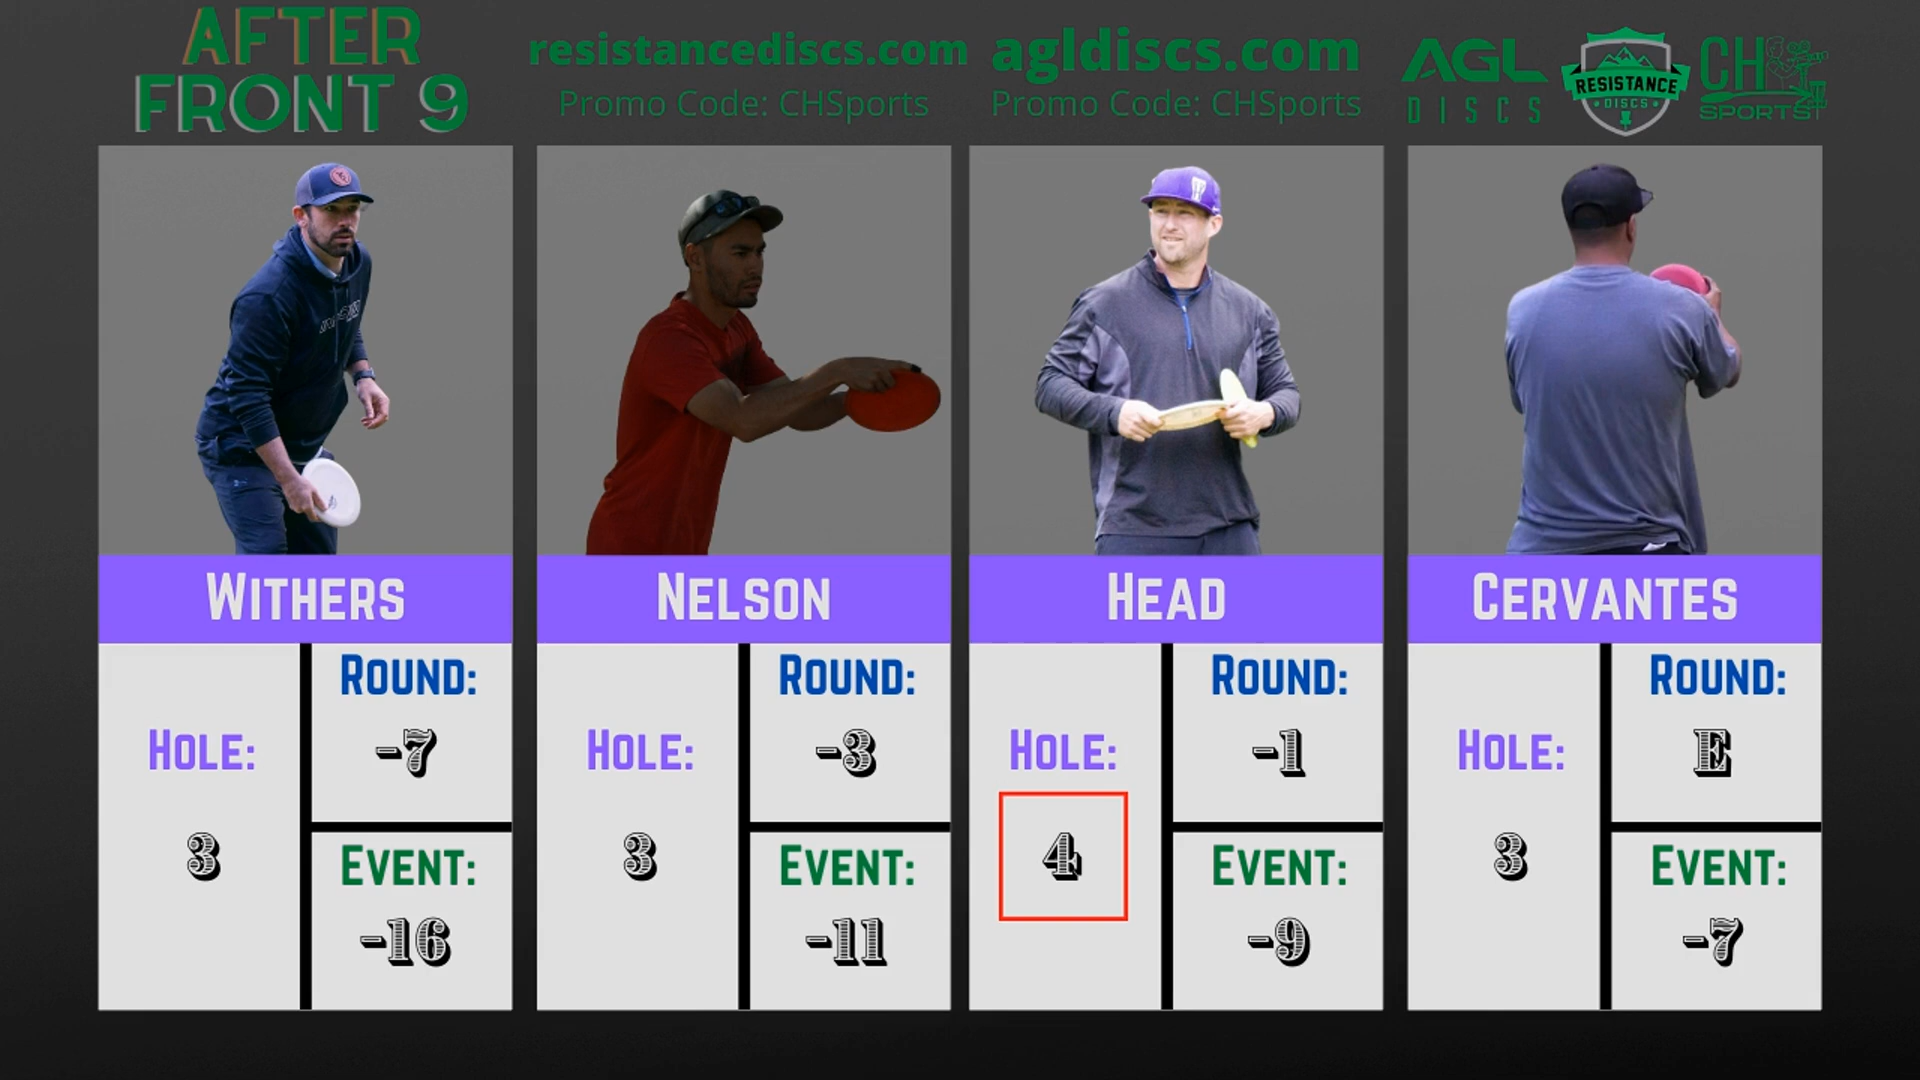 AFTER
FRONT 9
resistancediscs.com
Promo Code: CHSports
agldiscs.com
Promo Code: CHSports
AGL
DISCS
RESISTANCE
DISCS
CH
SPORTS
WITHERS
HOLE:
3
ROUND:
-7
EVENT:
-16
NELSON
HOLE:
3
ROUND:
-3
EVENT:
-11
HEAD
HOLE:
4
ROUND:
-1
EVENT:
-9
CERVANTES
HOLE:
3
ROUND:
E
EVENT:
-7